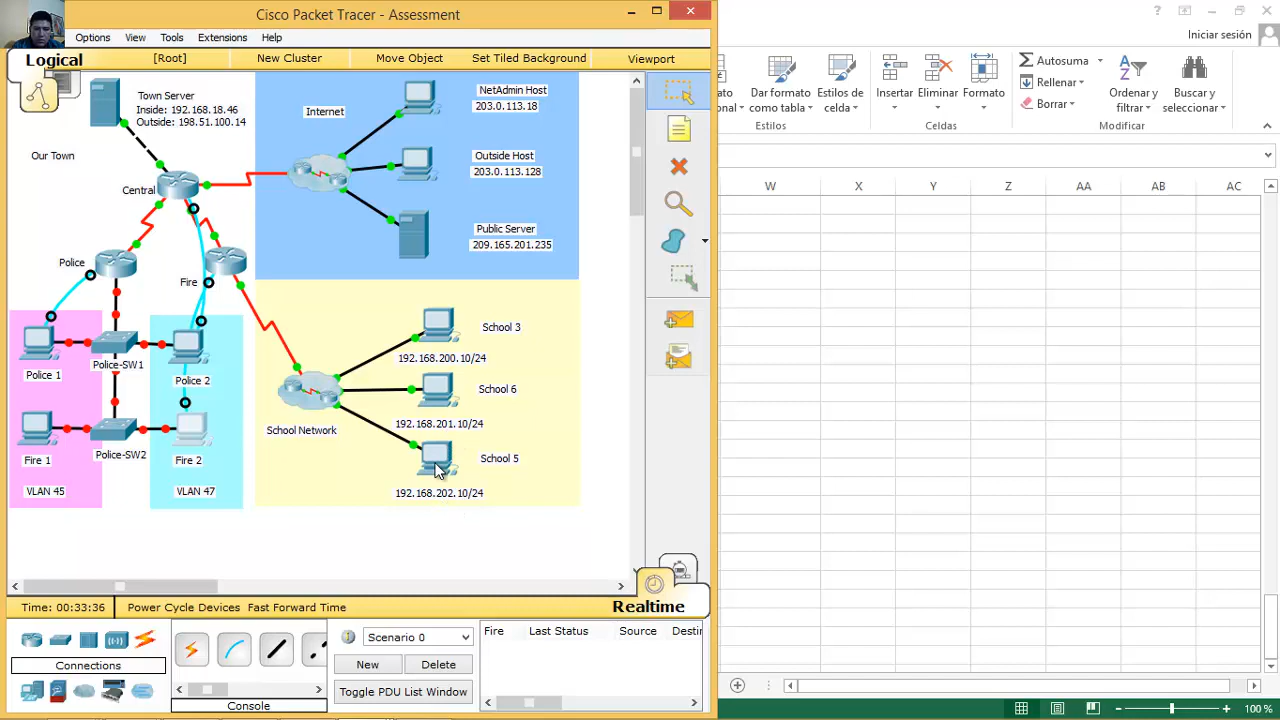 Cisco Packet Tracer - Assessment
Options View Tools Extensions Help
Logical [Root] New Cluster Move Object Set Tiled Background Viewport
Town Server
Inside: 192.168.18.46
Outside: 198.51.100.14
Our Town
Central
Internet
NetAdmin Host
203.0.113.18
Outside Host
203.0.113.128
Public Server
209.165.201.235
Police
Fire
Police 1
Police-SW1
Police 2
Fire 1
Police-SW2
Fire 2
VLAN 45
VLAN 47
School Network
School 3
192.168.200.10/24
School 6
192.168.201.10/24
School 5
192.168.202.10/24
Time: 00:33:36 Power Cycle Devices Fast Forward Time
Realtime
Connections
Console
Scenario 0
New Delete
Toggle PDU List Window
Fire Last Status Source Destin
Iniciar sesión
Dar formato
como tabla
Estilos de
celda
Estilos
Insertar Eliminar Formato
Celdas
Autosuma
Rellenar
Borrar
Ordenar y
filtrar
Buscar y
seleccionar
Modificar
W X Y Z AA AB AC
100 %